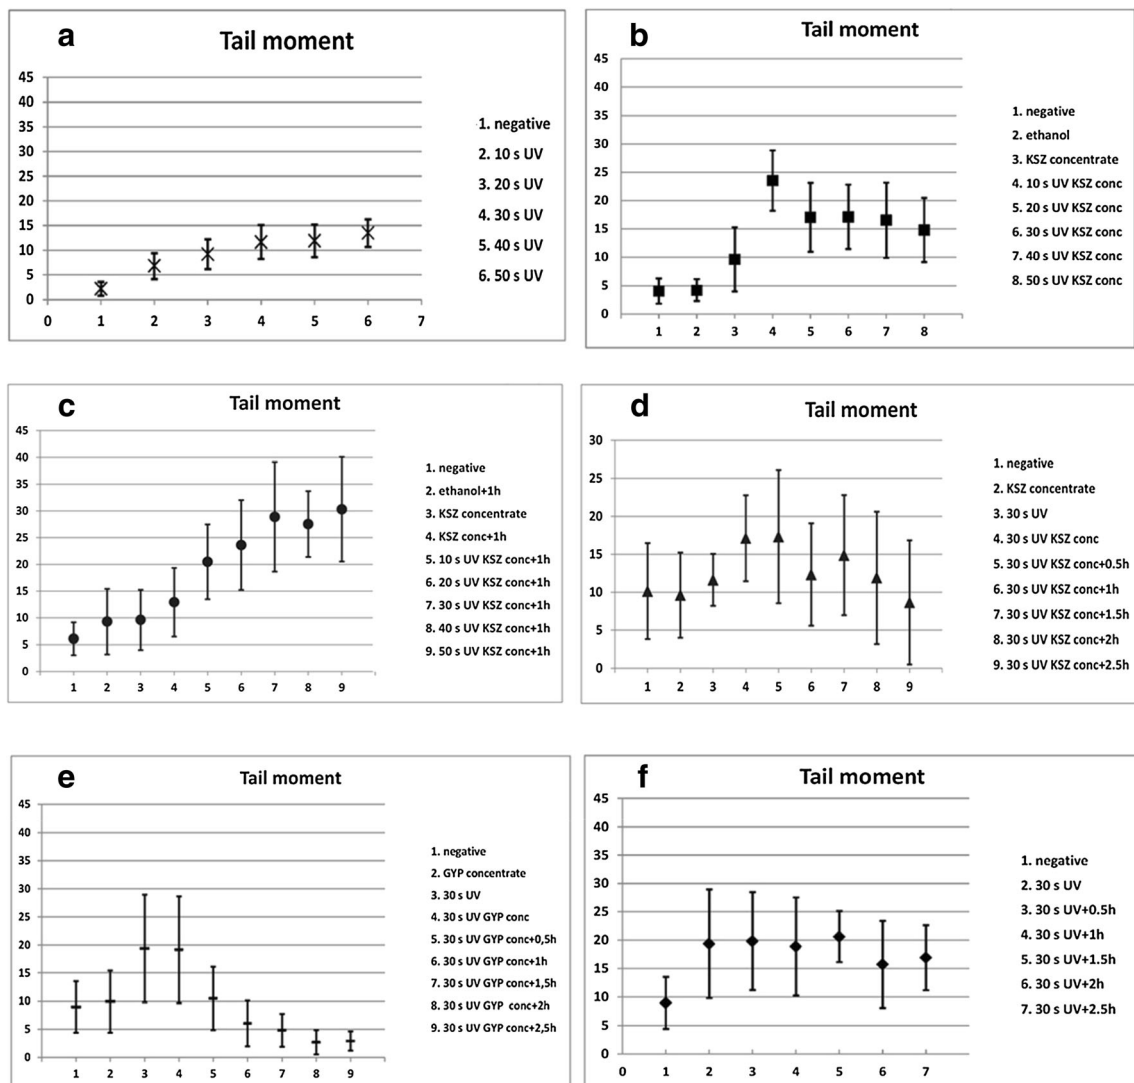 a
Tail moment
45
40
35
30
25
20
15
10
5
0
0 1 2 3 4 5 6 7
1. negative
2. 10 s UV
3. 20 s UV
4. 30 s UV
5. 40 s UV
6. 50 s UV
b
Tail moment
45
40
35
30
25
20
15
10
5
0
1 2 3 4 5 6 7 8
1. negative
2. ethanol
3. KSZ concentrate
4. 10 s UV KSZ conc
5. 20 s UV KSZ conc
6. 30 s UV KSZ conc
7. 40 s UV KSZ conc
8. 50 s UV KSZ conc
c
Tail moment
45
40
35
30
25
20
15
10
5
0
1 2 3 4 5 6 7 8 9
1. negative
2. ethanol+1h
3. KSZ concentrate
4. KSZ conc+1h
5. 10 s UV KSZ conc+1h
6. 20 s UV KSZ conc+1h
7. 30 s UV KSZ conc+1h
8. 40 s UV KSZ conc+1h
9. 50 s UV KSZ conc+1h
d
Tail moment
30
25
20
15
10
5
0
1 2 3 4 5 6 7 8 9
1. negative
2. KSZ concentrate
3. 30 s UV
4. 30 s UV KSZ conc
5. 30 s UV KSZ conc+0.5h
6. 30 s UV KSZ conc+1h
7. 30 s UV KSZ conc+1.5h
8. 30 s UV KSZ conc+2h
9. 30 s UV KSZ conc+2.5h
e
Tail moment
45
40
35
30
25
20
15
10
5
0
1 2 3 4 5 6 7 8 9
1. negative
2. GYP concentrate
3. 30 s UV
4. 30 s UV GYP conc
5. 30 s UV GYP conc+0,5h
6. 30 s UV GYP conc+1h
7. 30 s UV GYP conc+1,5h
8. 30 s UV GYP conc+2h
9. 30 s UV GYP conc+2,5h
f
Tail moment
45
40
35
30
25
20
15
10
5
0
0 1 2 3 4 5 6 7
1. negative
2. 30 s UV
3. 30 s UV+0.5h
4. 30 s UV+1h
5. 30 s UV+1.5h
6. 30 s UV+2h
7. 30 s UV+2.5h